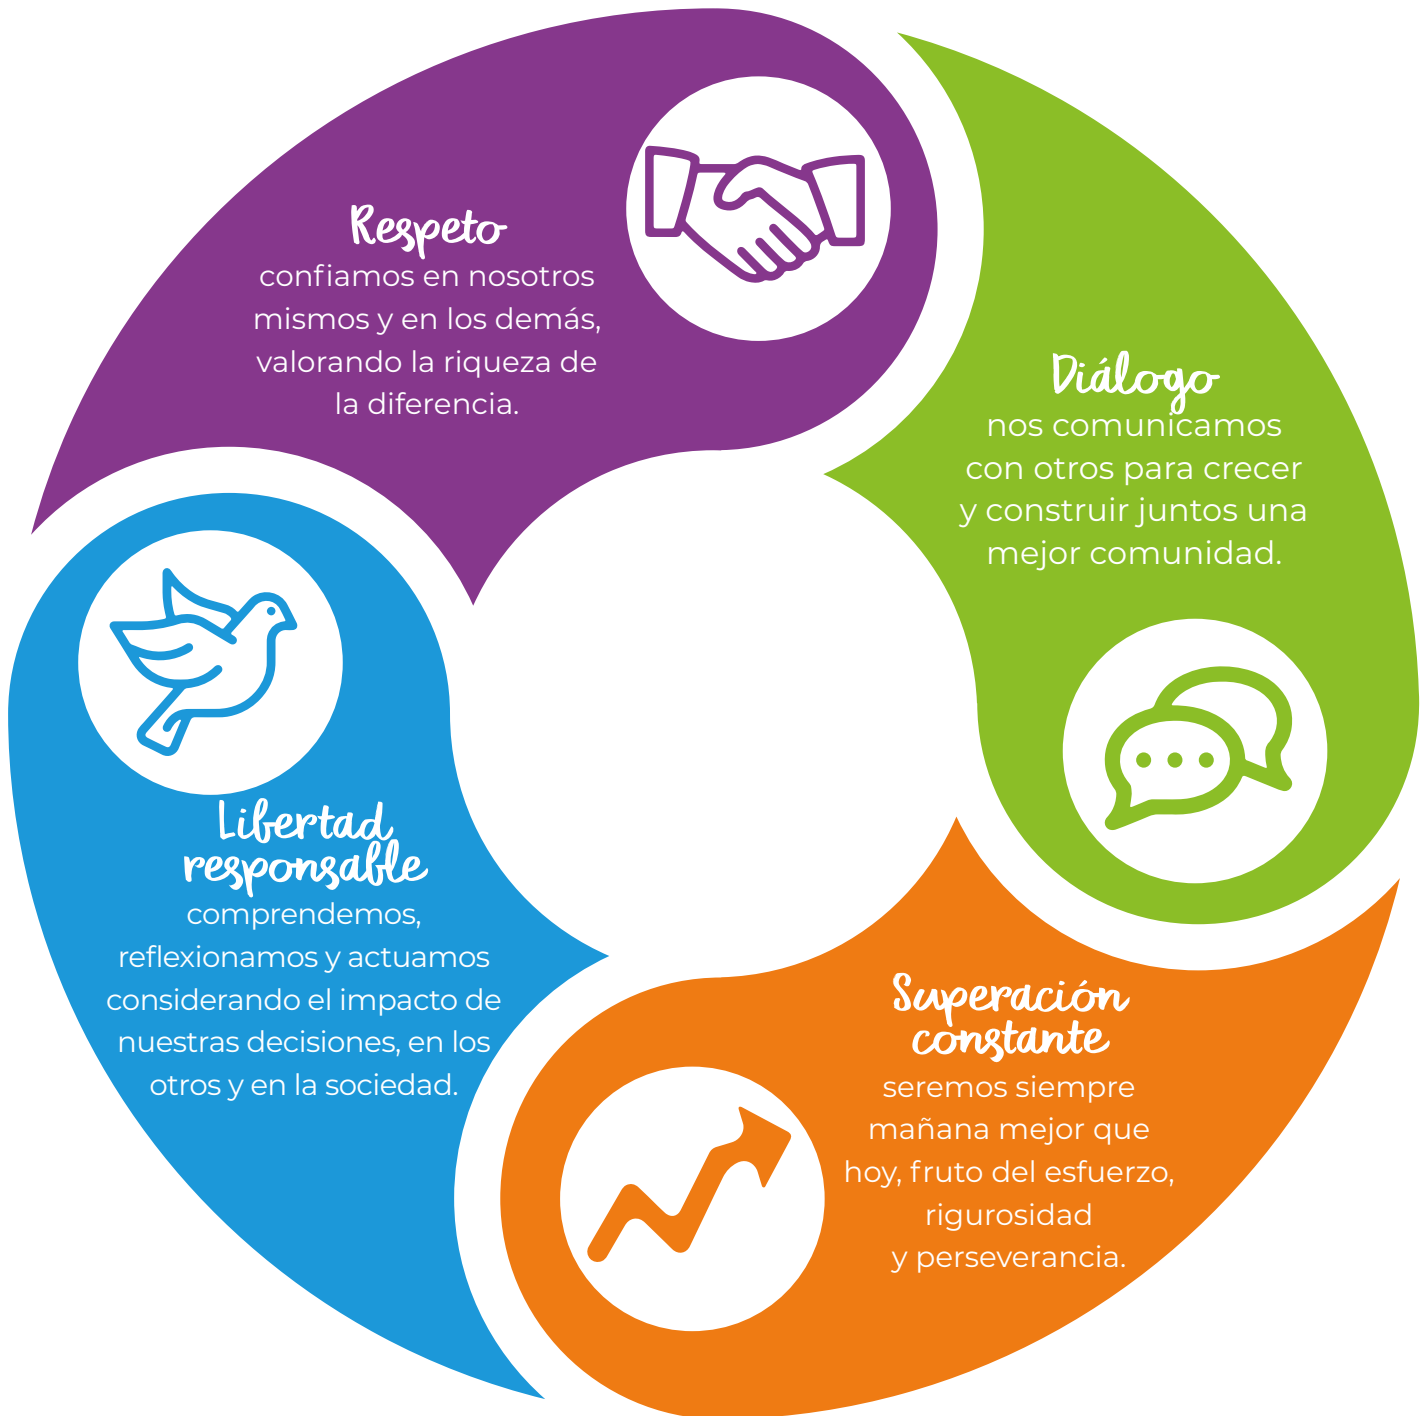 Respeto
confiamos en nosotros
mismos y en los demás,
valorando la riqueza de
la diferencia.
Diálogo
nos comunicamos
con otros para crecer
y construir juntos una
mejor comunidad.
Libertad
responsable
comprendemos,
reflexionamos y actuamos
considerando el impacto de
nuestras decisiones, en los
otros y en la sociedad.
Superación
constante
seremos siempre
mañana mejor que
hoy, fruto del esfuerzo,
rigurosidad
y perseverancia.